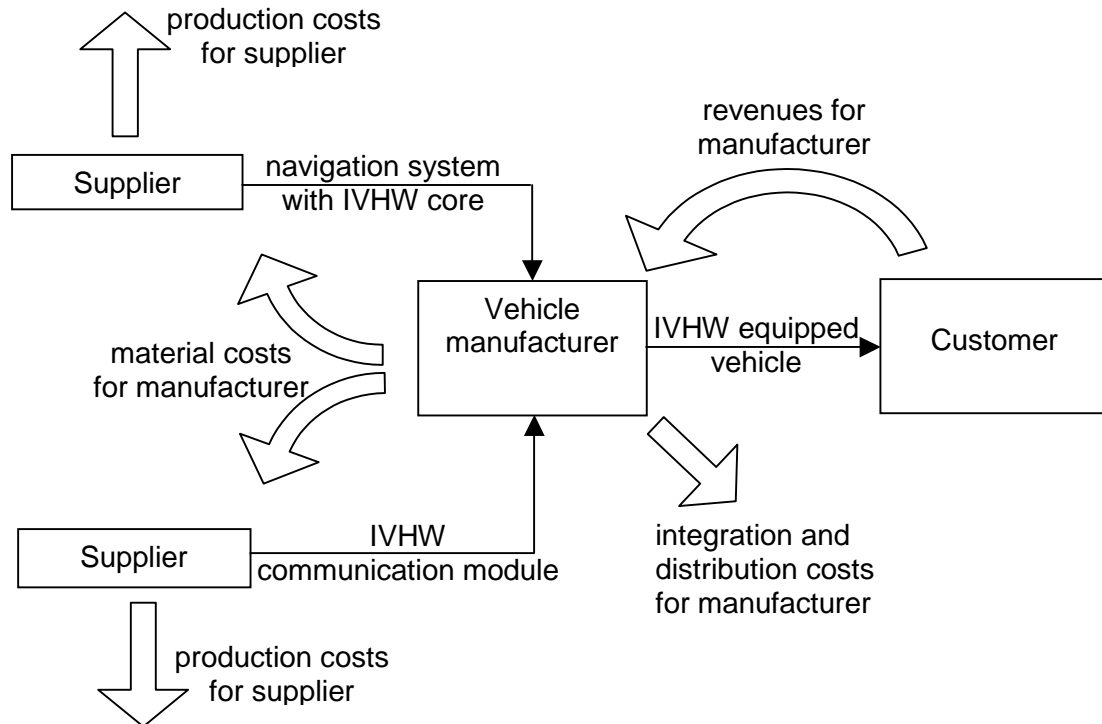 production costs
for supplier
revenues for
manufacturer
Supplier
navigation system
with IVHW core
Vehicle
manufacturer
IVHW equipped
vehicle
Customer
material costs
for manufacturer
Supplier
IVHW
communication module
integration and
distribution costs
for manufacturer
production costs
for supplier